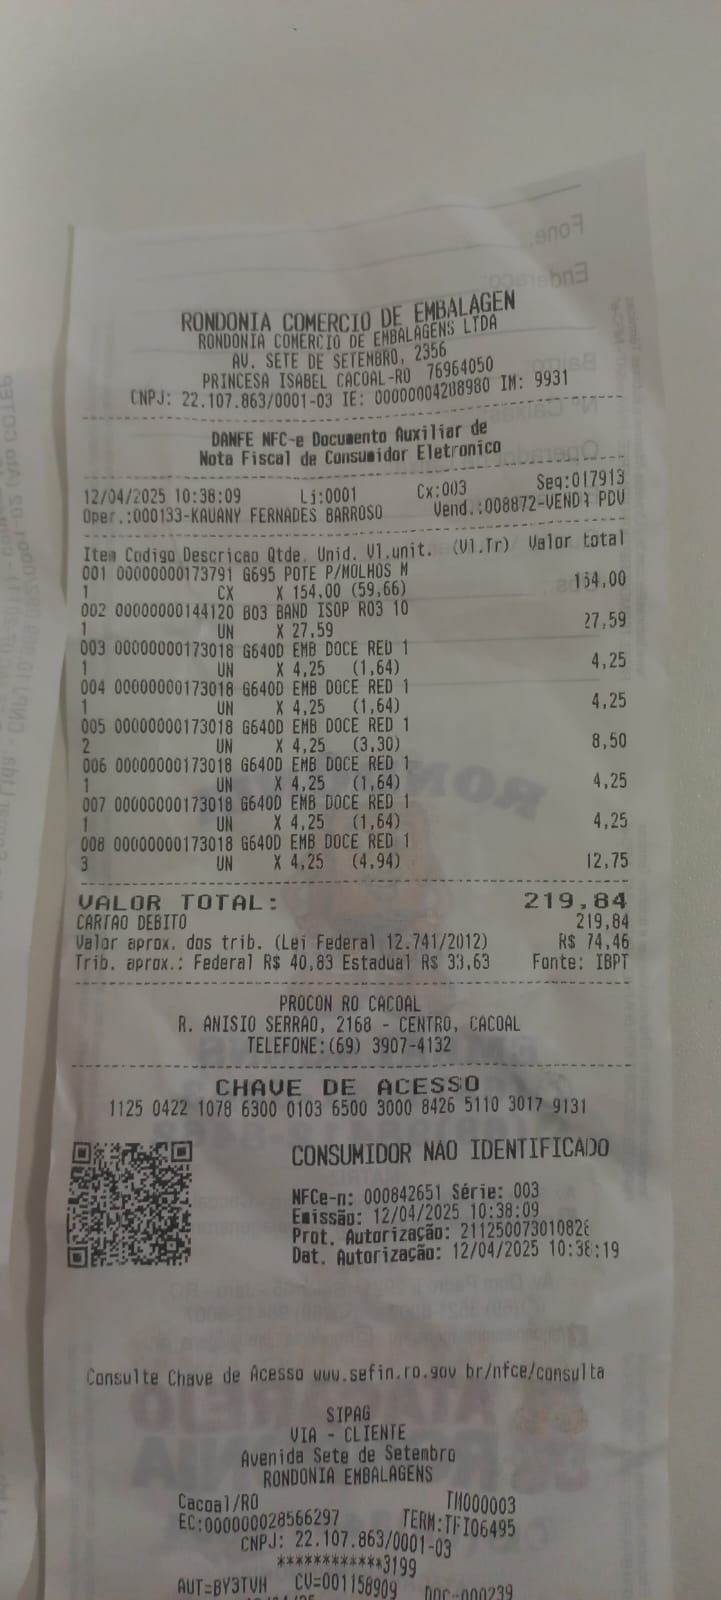 RONDONIA COMERCIO DE EMBALAGEN
RONDONIA COMERCIO DE EMBALAGENS LTDA
AV. SETE DE SETEMBRO, 2356
PRINCESA ISABEL CACOAL-RO 76964050
CNPJ: 22.107.863/0001-03 IE: 00000004288980 IM: 9931
DANFE NFC-e Documento Auxiliar de
Nota Fiscal de Consumidor Eletronico
12/04/2025 10:38:09 Lj:0001 Cx:003 Seq:017913
Oper.:000133-KAUANY FERNADES BARROSO Vend.:008872-VENDA PDV
Item Codigo Descricao Qtde. Unid. Vl.unit. (Vl.Tr) Valor total
001 00000000173791 G695 POTE P/MOLHOS M
1 CX X 154,00 (59,66) 154,00
002 00000000144120 B03 BAND ISOP R03 10
1 UN X 27,59 27,59
003 00000000173018 G640D EMB DOCE RED 1
1 UN X 4,25 (1,64) 4,25
004 00000000173018 G640D EMB DOCE RED 1
1 UN X 4,25 (1,64) 4,25
005 00000000173018 G640D EMB DOCE RED 1
2 UN X 4,25 (3,30) 8,50
006 00000000173018 G640D EMB DOCE RED 1
1 UN X 4,25 (1,64) 4,25
007 00000000173018 G640D EMB DOCE RED 1
1 UN X 4,25 (1,64) 4,25
008 00000000173018 G640D EMB DOCE RED 1
3 UN X 4,25 (4,94) 12,75
VALOR TOTAL: 219,84
CARTAO DEBITO 219,84
Valor aprox. dos trib. (Lei Federal 12.741/2012) R$ 74,46
Trib. aprox.: Federal R$ 40,83 Estadual R$ 33,63 Fonte: IBPT
PROCON RO CACOAL
R. ANISIO SERRAO, 2168 - CENTRO, CACOAL
TELEFONE:(69) 3907-4132
CHAVE DE ACESSO
1125 0422 1078 6300 0103 6500 3000 8426 5110 3017 9131
CONSUMIDOR NAO IDENTIFICADO
NFCe-n: 000842651 Série: 003
Emissão: 12/04/2025 10:38:09
Prot. Autorização: 211250073010828
Dat. Autorização: 12/04/2025 10:38:19
Consulte Chave de Acesso www.sefin.ro.gov br/nfce/consulta
SIPAG
VIA - CLIENTE
Avenida Sete de Setembro
RONDONIA EMBALAGENS
Cacoal/RO TM000003
EC:000000028566297 TERM:TFI06495
CNPJ: 22.107.863/0001-03
************3199
AUT=BY3TVH CV=001158909 DOC=000239